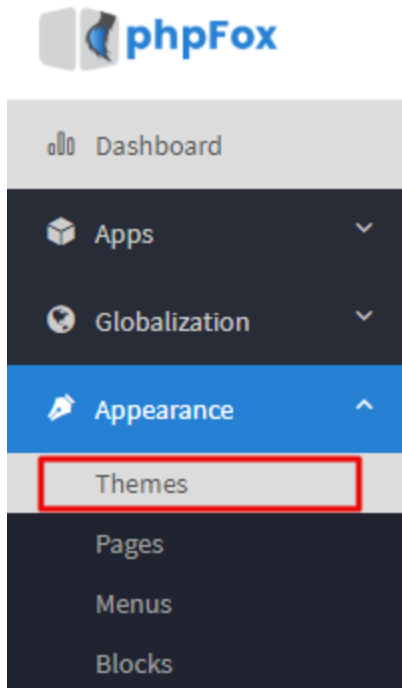 phpFox
Dashboard
Apps
Globalization
Appearance
Themes
Pages
Menus
Blocks